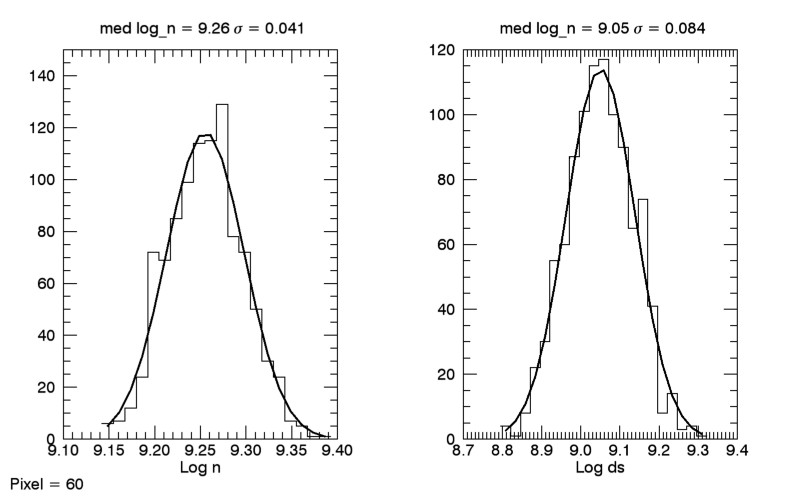 med log_n = 9.26 σ = 0.041
140
120
100
80
60
40
20
0
9.10 9.15 9.20 9.25 9.30 9.35 9.40
Log n
med log_n = 9.05 σ = 0.084
120
100
80
60
40
20
0
8.7 8.8 8.9 9.0 9.1 9.2 9.3 9.4
Log ds
Pixel = 60